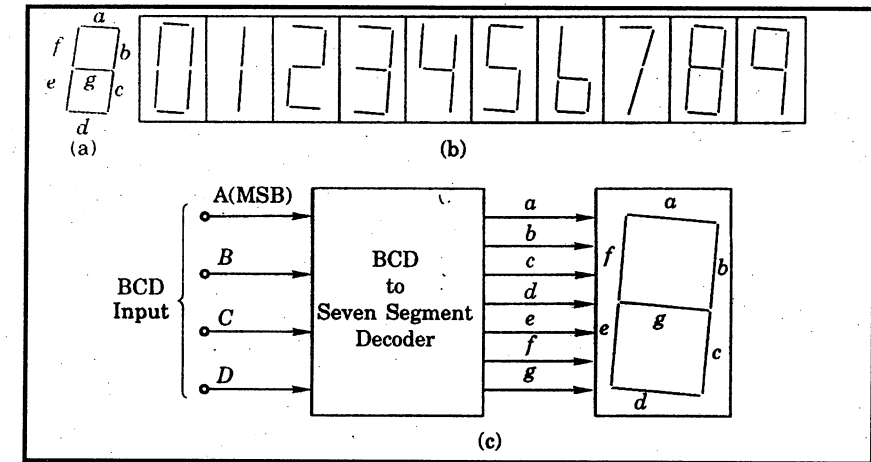 a
f b
g
e c
d
(a)
0 1 2 3 4 5 6 7 8 9
(b)
A(MSB)
B
C
D
BCD
Input
BCD
to
Seven Segment
Decoder
a
b
c
d
e
f
g
a
f
b
g
e
c
d
(c)